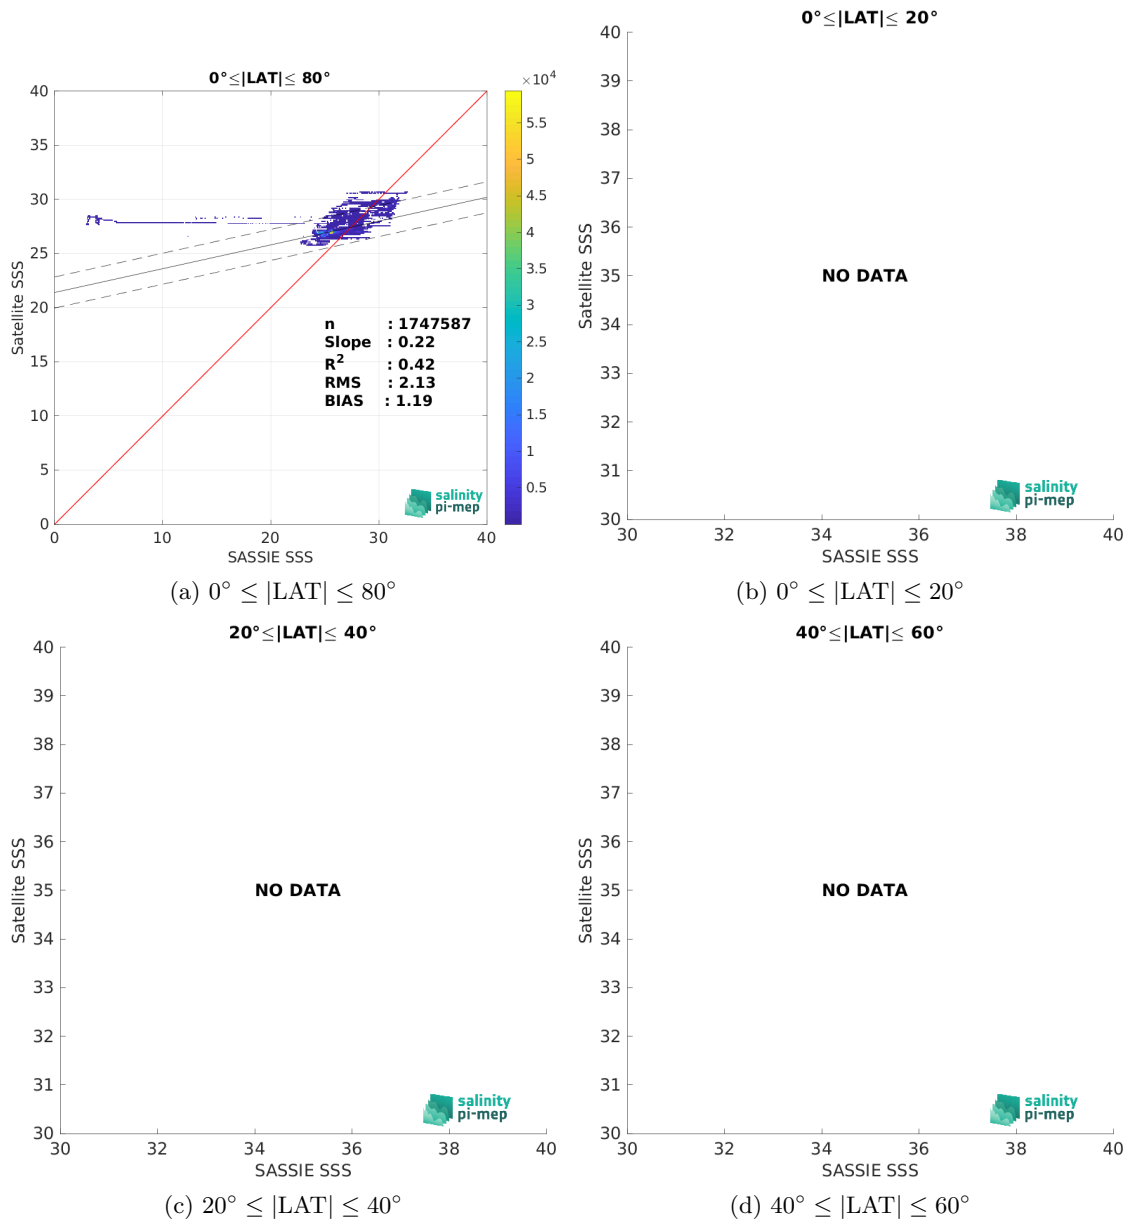 0°≤|LAT|≤ 80°
×10⁴
40
35
30
25
20
15
10
5
0
0 10 20 30 40
5.5
5
4.5
4
3.5
3
2.5
2
1.5
1
0.5
Satellite SSS
n : 1747587
Slope : 0.22
R² : 0.42
RMS : 2.13
BIAS : 1.19
salinity
pi-mep
SASSIE SSS
(a) 0° ≤ |LAT| ≤ 80°
0°≤|LAT|≤ 20°
40
39
38
37
36
35
34
33
32
31
30
30 32 34 36 38 40
Satellite SSS
NO DATA
salinity
pi-mep
SASSIE SSS
(b) 0° ≤ |LAT| ≤ 20°
20°≤|LAT|≤ 40°
40
39
38
37
36
35
34
33
32
31
30
30 32 34 36 38 40
Satellite SSS
NO DATA
salinity
pi-mep
SASSIE SSS
(c) 20° ≤ |LAT| ≤ 40°
40°≤|LAT|≤ 60°
40
39
38
37
36
35
34
33
32
31
30
30 32 34 36 38 40
Satellite SSS
NO DATA
salinity
pi-mep
SASSIE SSS
(d) 40° ≤ |LAT| ≤ 60°